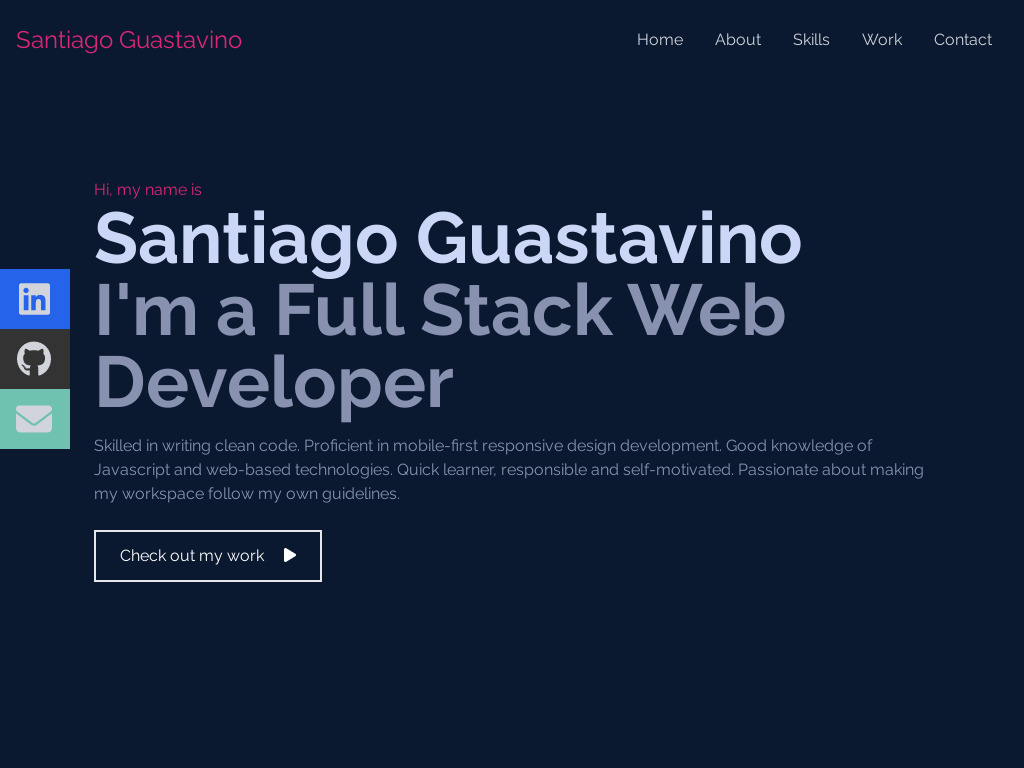 Santiago Guastavino
Home
About
Skills
Work
Contact
Hi, my name is
Santiago Guastavino
I'm a Full Stack Web
Developer
Skilled in writing clean code. Proficient in mobile-first responsive design development. Good knowledge of
Javascript and web-based technologies. Quick learner, responsible and self-motivated. Passionate about making
my workspace follow my own guidelines.
Check out my work